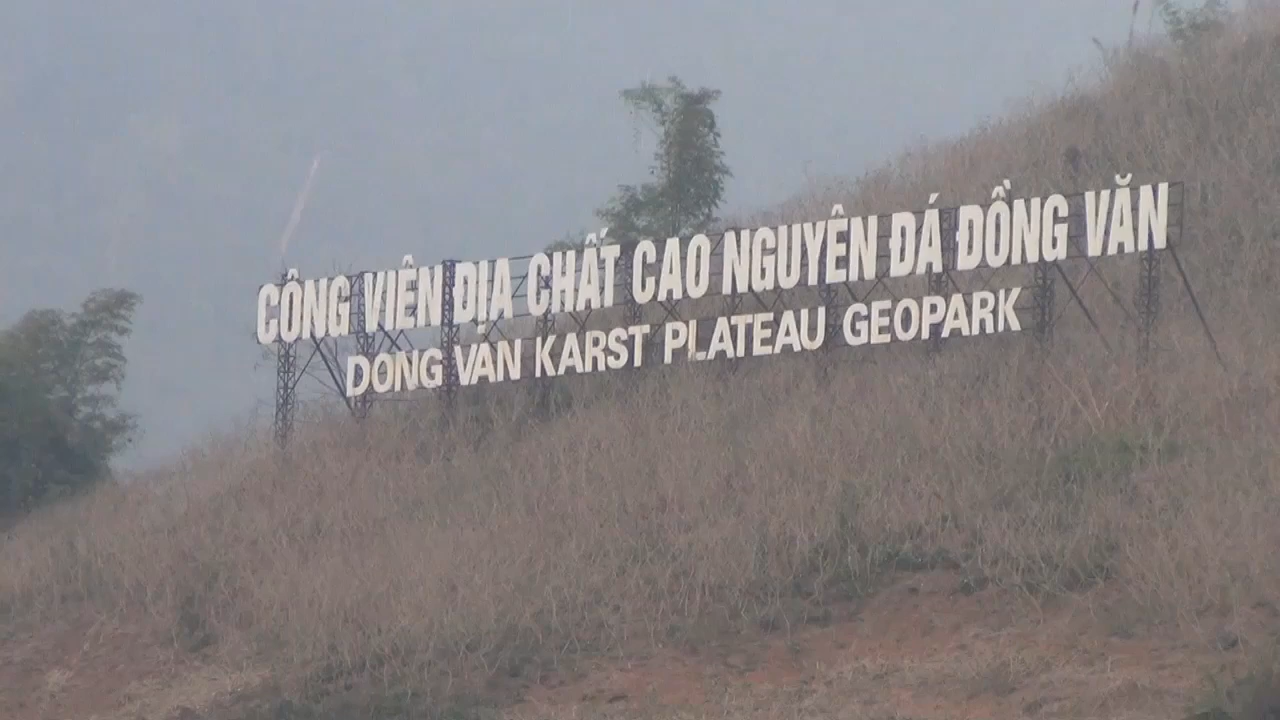 CÔNG VIÊN ĐỊA CHẤT CAO NGUYÊN ĐÁ ĐỒNG VĂN
DONG VAN KARST PLATEAU GEOPARK